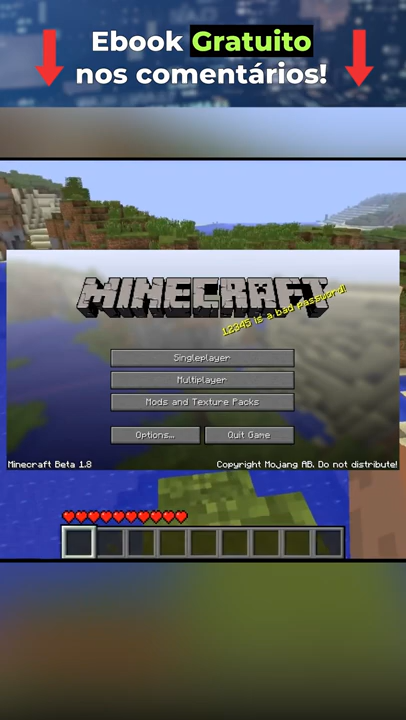 Ebook Gratuito
nos comentários!
MINECRAFT
12345 is a bad password!
Singleplayer
Multiplayer
Mods and Texture Packs
Options...
Quit Game
Minecraft Beta 1.8
Copyright Mojang AB. Do not distribute!